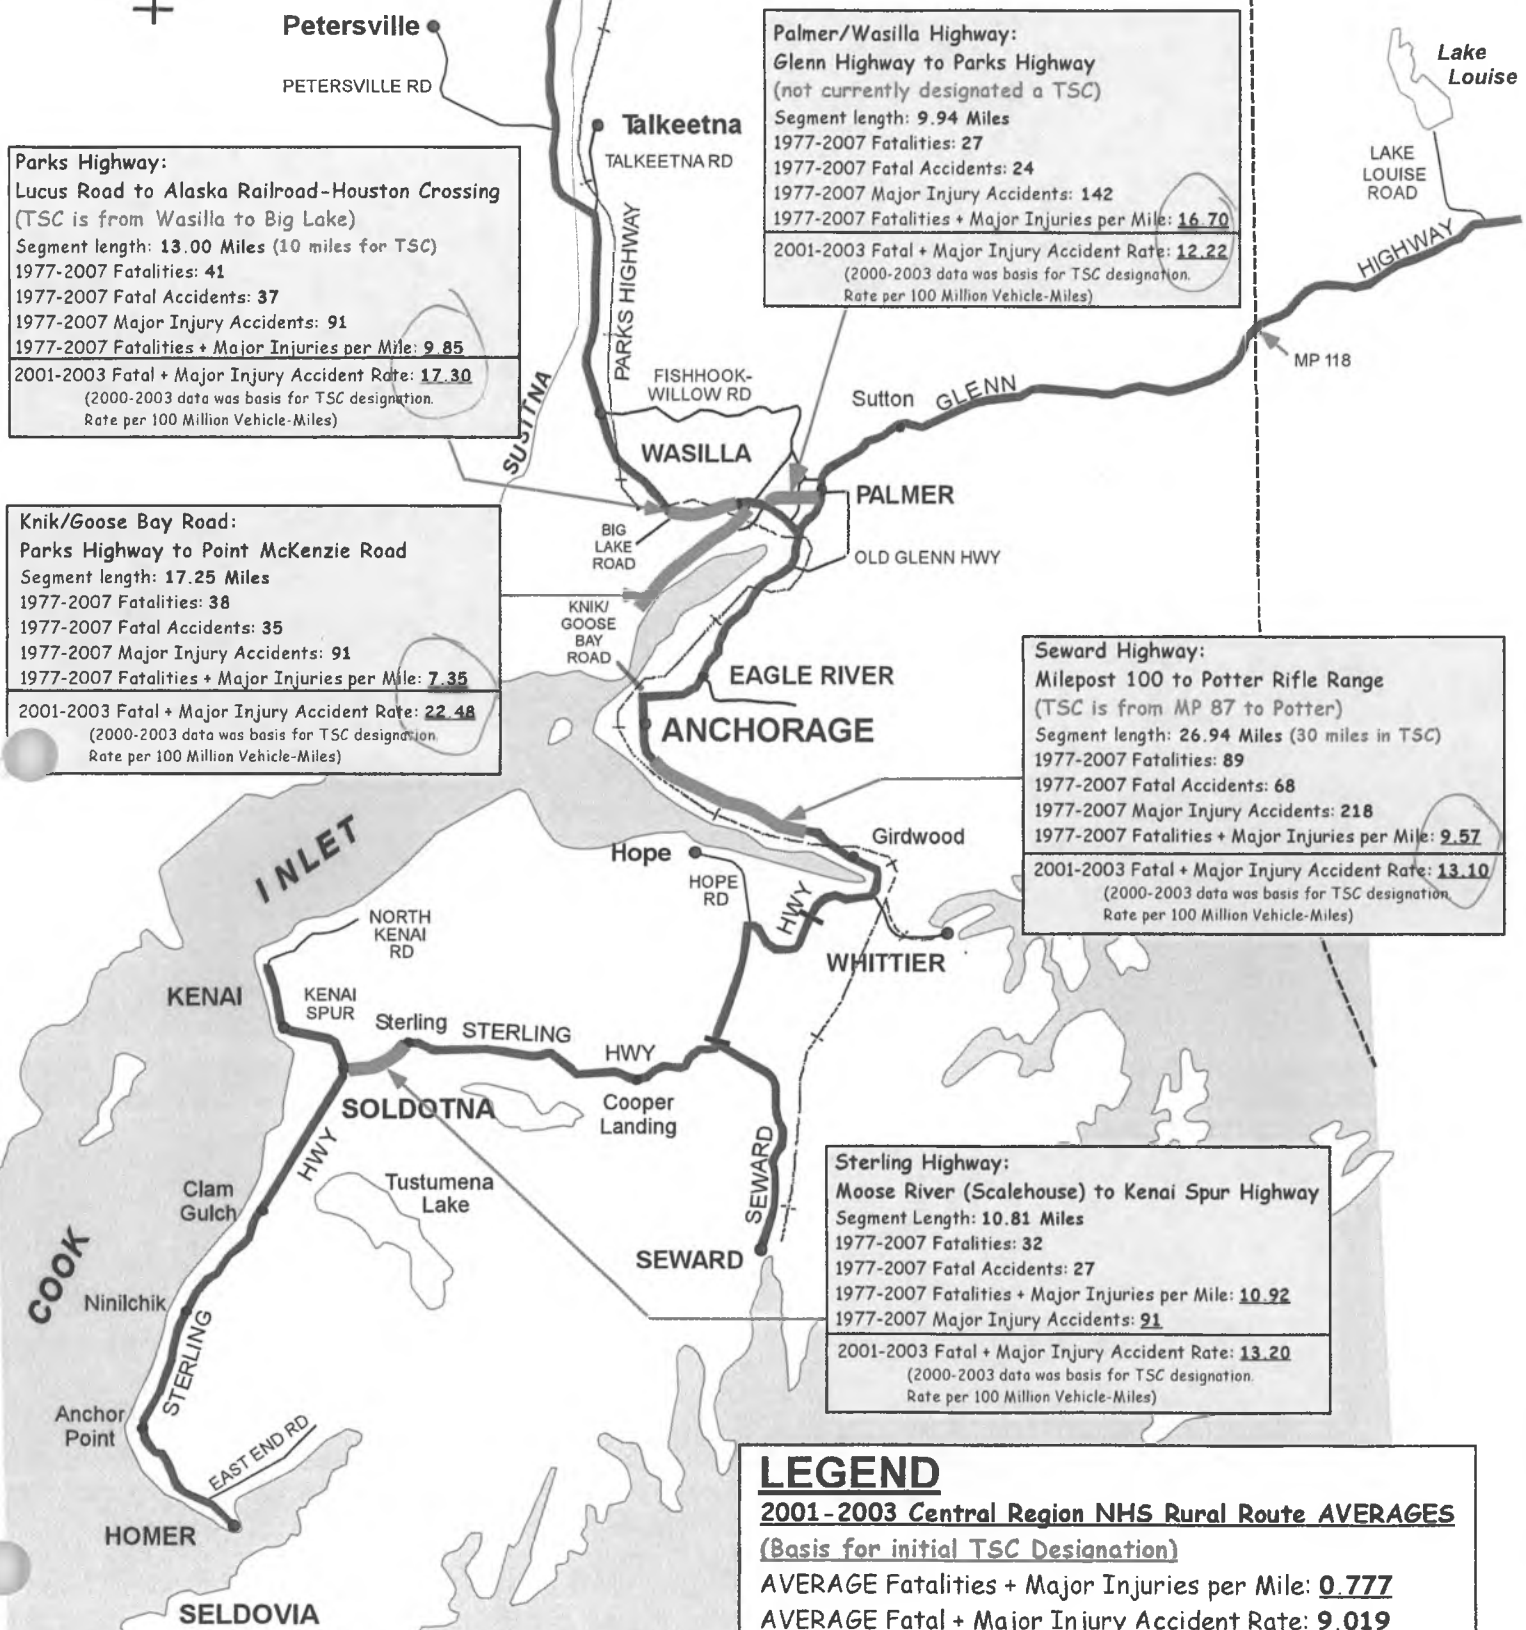 Petersville
PETERSVILLE RD
Talkeetna
TALKEETNA RD
Palmer/Wasilla Highway:
Glenn Highway to Parks Highway
(not currently designated a TSC)
Segment length: 9.94 Miles
1977-2007 Fatalities: 27
1977-2007 Fatal Accidents: 24
1977-2007 Major Injury Accidents: 142
1977-2007 Fatalities + Major Injuries per Mile: 16.70
2001-2003 Fatal + Major Injury Accident Rate: 12.22
(2000-2003 data was basis for TSC designation.
Rate per 100 Million Vehicle-Miles)
Lake
Louise
LAKE
LOUISE
ROAD
HIGHWAY
MP 118
Parks Highway:
Lucus Road to Alaska Railroad-Houston Crossing
(TSC is from Wasilla to Big Lake)
Segment length: 13.00 Miles (10 miles for TSC)
1977-2007 Fatalities: 41
1977-2007 Fatal Accidents: 37
1977-2007 Major Injury Accidents: 91
1977-2007 Fatalities + Major Injuries per Mile: 9.85
2001-2003 Fatal + Major Injury Accident Rate: 17.30
(2000-2003 data was basis for TSC designation.
Rate per 100 Million Vehicle-Miles)
PARKS HIGHWAY
SUSITNA
FISHHOOK-
WILLOW RD
Sutton
GLENN
WASILLA
PALMER
BIG
LAKE
ROAD
OLD GLENN HWY
Knik/Goose Bay Road:
Parks Highway to Point McKenzie Road
Segment length: 17.25 Miles
1977-2007 Fatalities: 38
1977-2007 Fatal Accidents: 35
1977-2007 Major Injury Accidents: 91
1977-2007 Fatalities + Major Injuries per Mile: 7.35
2001-2003 Fatal + Major Injury Accident Rate: 22.48
(2000-2003 data was basis for TSC designation.
Rate per 100 Million Vehicle-Miles)
KNIK/
GOOSE
BAY
ROAD
EAGLE RIVER
ANCHORAGE
Seward Highway:
Milepost 100 to Potter Rifle Range
(TSC is from MP 87 to Potter)
Segment length: 26.94 Miles (30 miles in TSC)
1977-2007 Fatalities: 89
1977-2007 Fatal Accidents: 68
1977-2007 Major Injury Accidents: 218
1977-2007 Fatalities + Major Injuries per Mile: 9.57
2001-2003 Fatal + Major Injury Accident Rate: 13.10
(2000-2003 data was basis for TSC designation.
Rate per 100 Million Vehicle-Miles)
INLET
Hope
HOPE
RD
Girdwood
HWY
WHITTIER
NORTH
KENAI
RD
KENAI
KENAI
SPUR
Sterling
STERLING
HWY
SOLDOTNA
Cooper
Landing
HWY
SEWARD
Tustumena
Lake
Clam
Gulch
SEWARD
Sterling Highway:
Moose River (Scalehouse) to Kenai Spur Highway
Segment Length: 10.81 Miles
1977-2007 Fatalities: 32
1977-2007 Fatal Accidents: 27
1977-2007 Fatalities + Major Injuries per Mile: 10.92
1977-2007 Major Injury Accidents: 91
2001-2003 Fatal + Major Injury Accident Rate: 13.20
(2000-2003 data was basis for TSC designation.
Rate per 100 Million Vehicle-Miles)
COOK
Ninilchik
STERLING
Anchor
Point
EAST END RD
HOMER
SELDOVIA
LEGEND
2001-2003 Central Region NHS Rural Route AVERAGES
(Basis for initial TSC Designation)
AVERAGE Fatalities + Major Injuries per Mile: 0.777
AVERAGE Fatal + Major Injury Accident Rate: 9.019